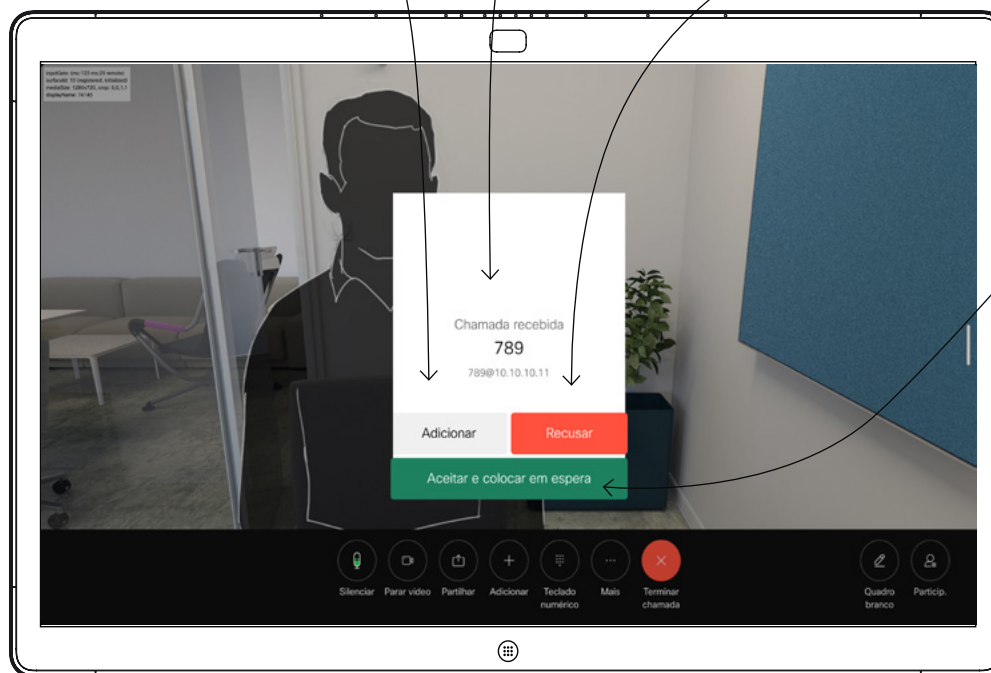 Chamada recebida
789
789@10.10.10.11
Adicionar
Recusar
Aceitar e colocar em espera
Silenciar
Parar vídeo
Partilhar
Adicionar
Teclado
numérico
Mais
Terminar
chamada
Quadro
branco
Particip.